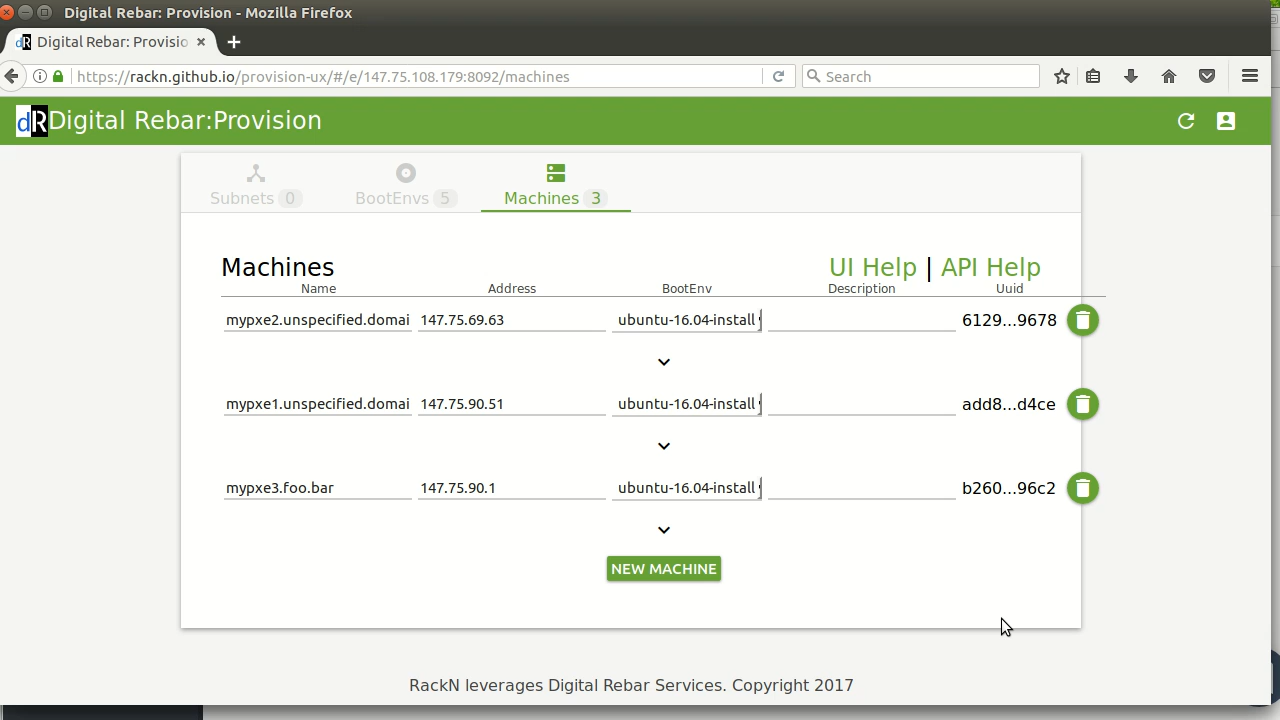 Digital Rebar: Provision - Mozilla Firefox
Digital Rebar: Provisio
https://rackn.github.io/provision-ux/#/e/147.75.108.179:8092/machines
Search
dR Digital Rebar:Provision
Subnets 0 BootEnvs 5 Machines 3
Machines UI Help | API Help
Name Address BootEnv Description Uuid
mypxe2.unspecified.domai 147.75.69.63 ubuntu-16.04-install 6129...9678
mypxe1.unspecified.domai 147.75.90.51 ubuntu-16.04-install add8...d4ce
mypxe3.foo.bar 147.75.90.1 ubuntu-16.04-install b260...96c2
NEW MACHINE
RackN leverages Digital Rebar Services. Copyright 2017